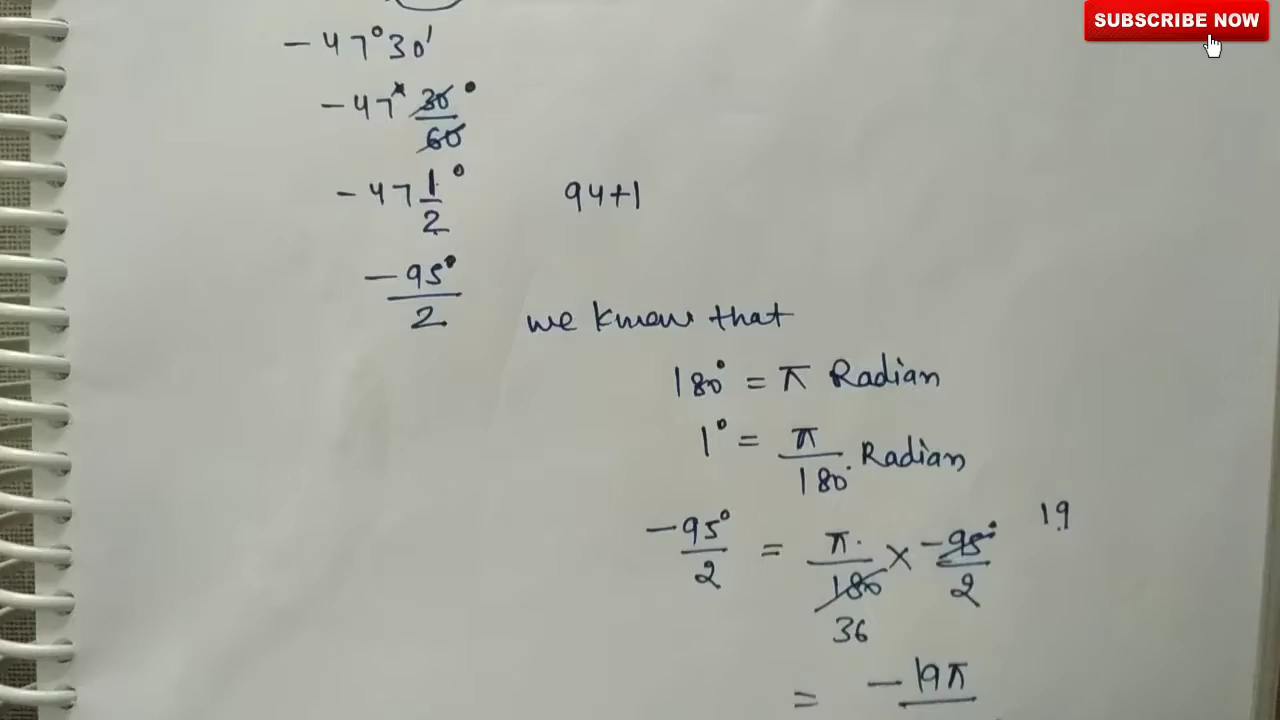 SUBSCRIBE NOW
-47°30'
-47° 30/60°
-47 1/2°
94+1
-95°/2
we know that
180° = π Radian
1° = π/180 Radian
-95°/2 = π/180 × -95°/2
19
36
= -19π